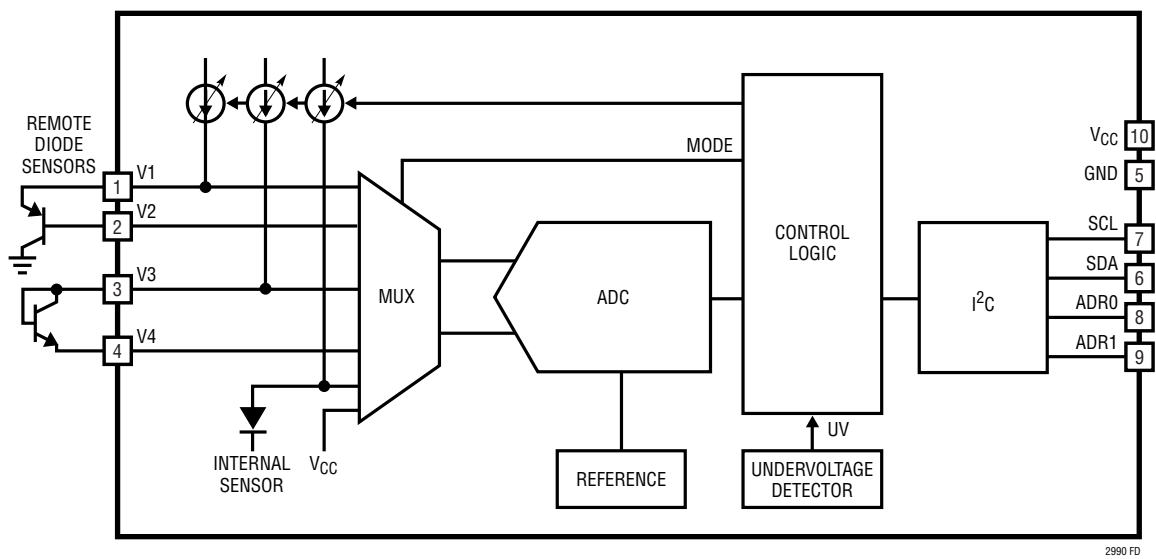 REMOTE
DIODE
SENSORS
V1
1
V2
2
V3
3
V4
4
MODE
MUX
ADC
CONTROL
LOGIC
I²C
VCC 10
GND 5
SCL
7
SDA
6
ADR0
8
ADR1
9
INTERNAL
SENSOR
VCC
REFERENCE
UV
UNDERVOLTAGE
DETECTOR
2990 FD